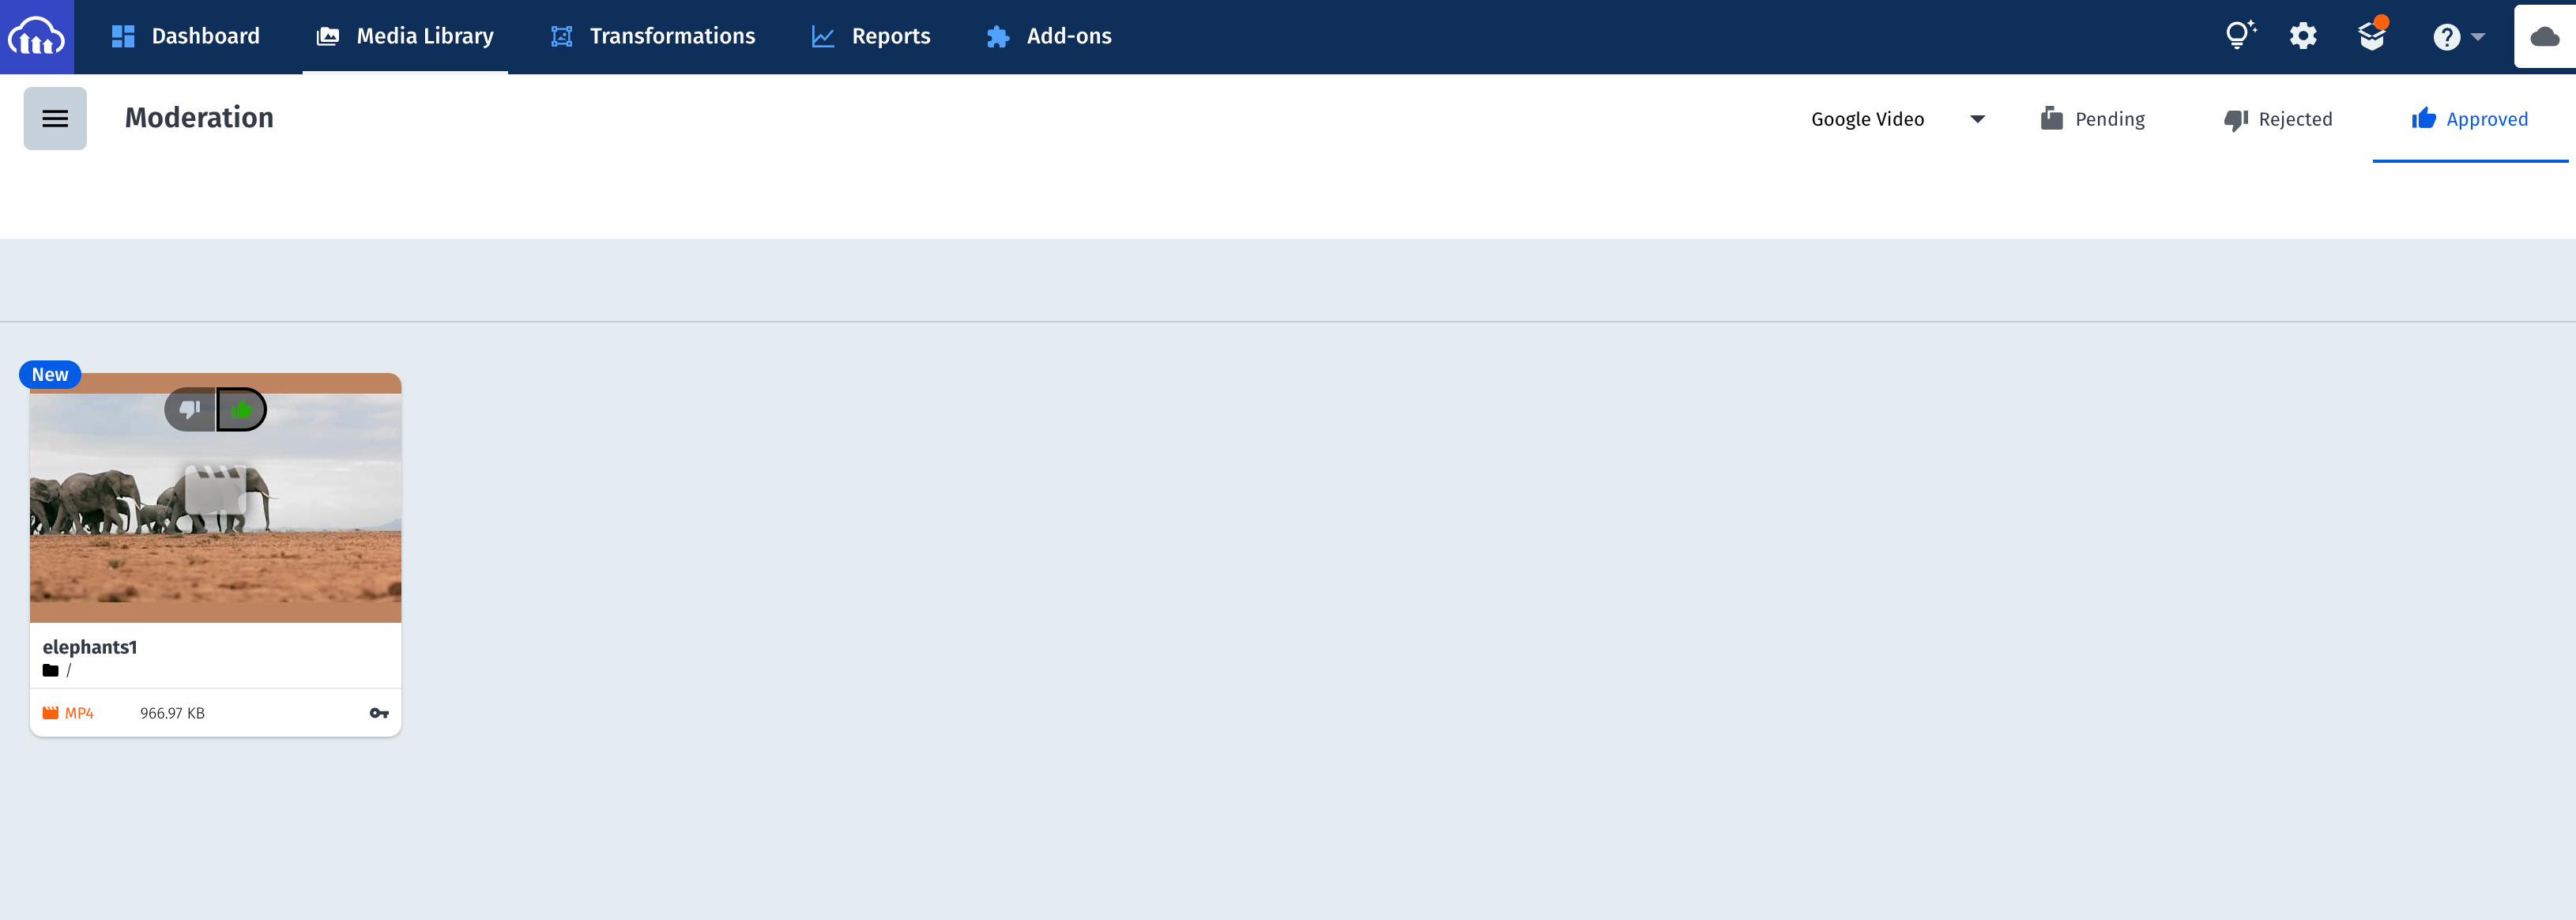 Dashboard
Media Library
Transformations
Reports
Add-ons
Moderation
Google Video
Pending
Rejected
Approved
New
elephants1
/
MP4
966.97 KB